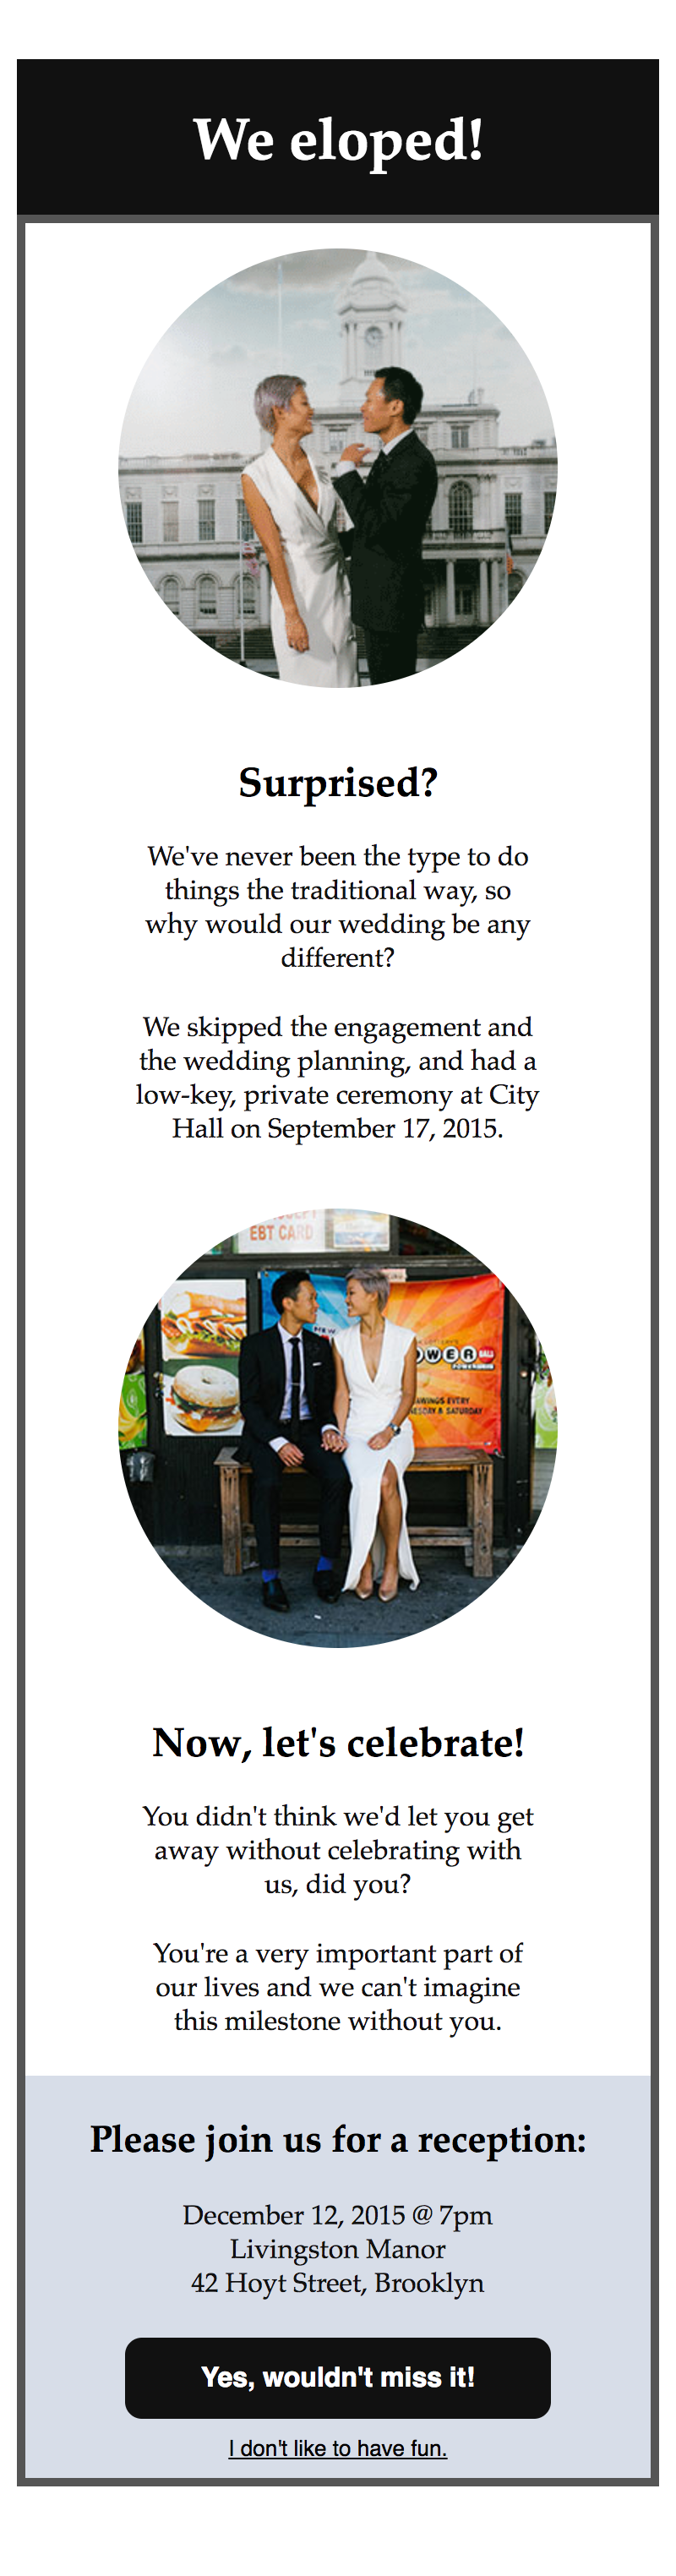 We eloped!
Surprised?
We've never been the type to do
things the traditional way, so
why would our wedding be any
different?
We skipped the engagement and
the wedding planning, and had a
low-key, private ceremony at City
Hall on September 17, 2015.
EBT CARD
NEW
POWERBALL
Now, let's celebrate!
You didn't think we'd let you get
away without celebrating with
us, did you?
You're a very important part of
our lives and we can't imagine
this milestone without you.
Please join us for a reception:
December 12, 2015 @ 7pm
Livingston Manor
42 Hoyt Street, Brooklyn
Yes, wouldn't miss it!
I don't like to have fun.